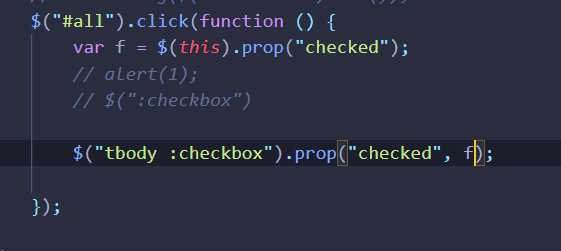 $("#all").click(function () {
var f = $(this).prop("checked");
// alert(1);
// $(":checkbox")
$("tbody :checkbox").prop("checked", f);
});